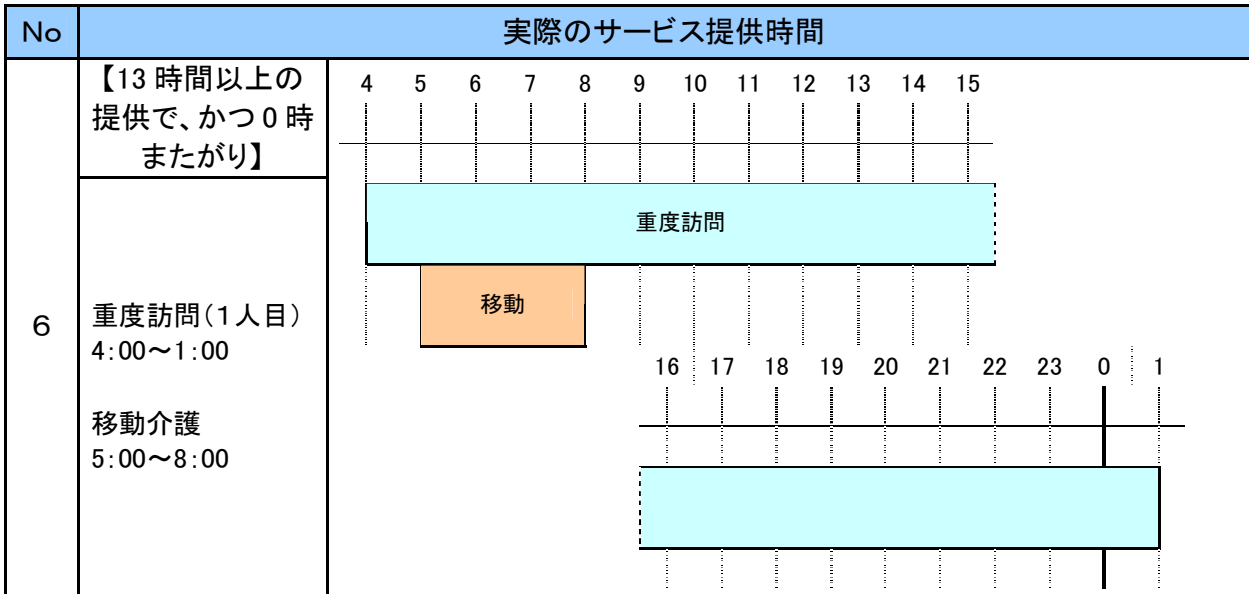 No
実際のサービス提供時間
6
【13時間以上の
提供で、かつ0時
またがり】
重度訪問(1人目)
4:00～1:00
移動介護
5:00～8:00
4 5 6 7 8 9 10 11 12 13 14 15
重度訪問
移動
16 17 18 19 20 21 22 23 0 1